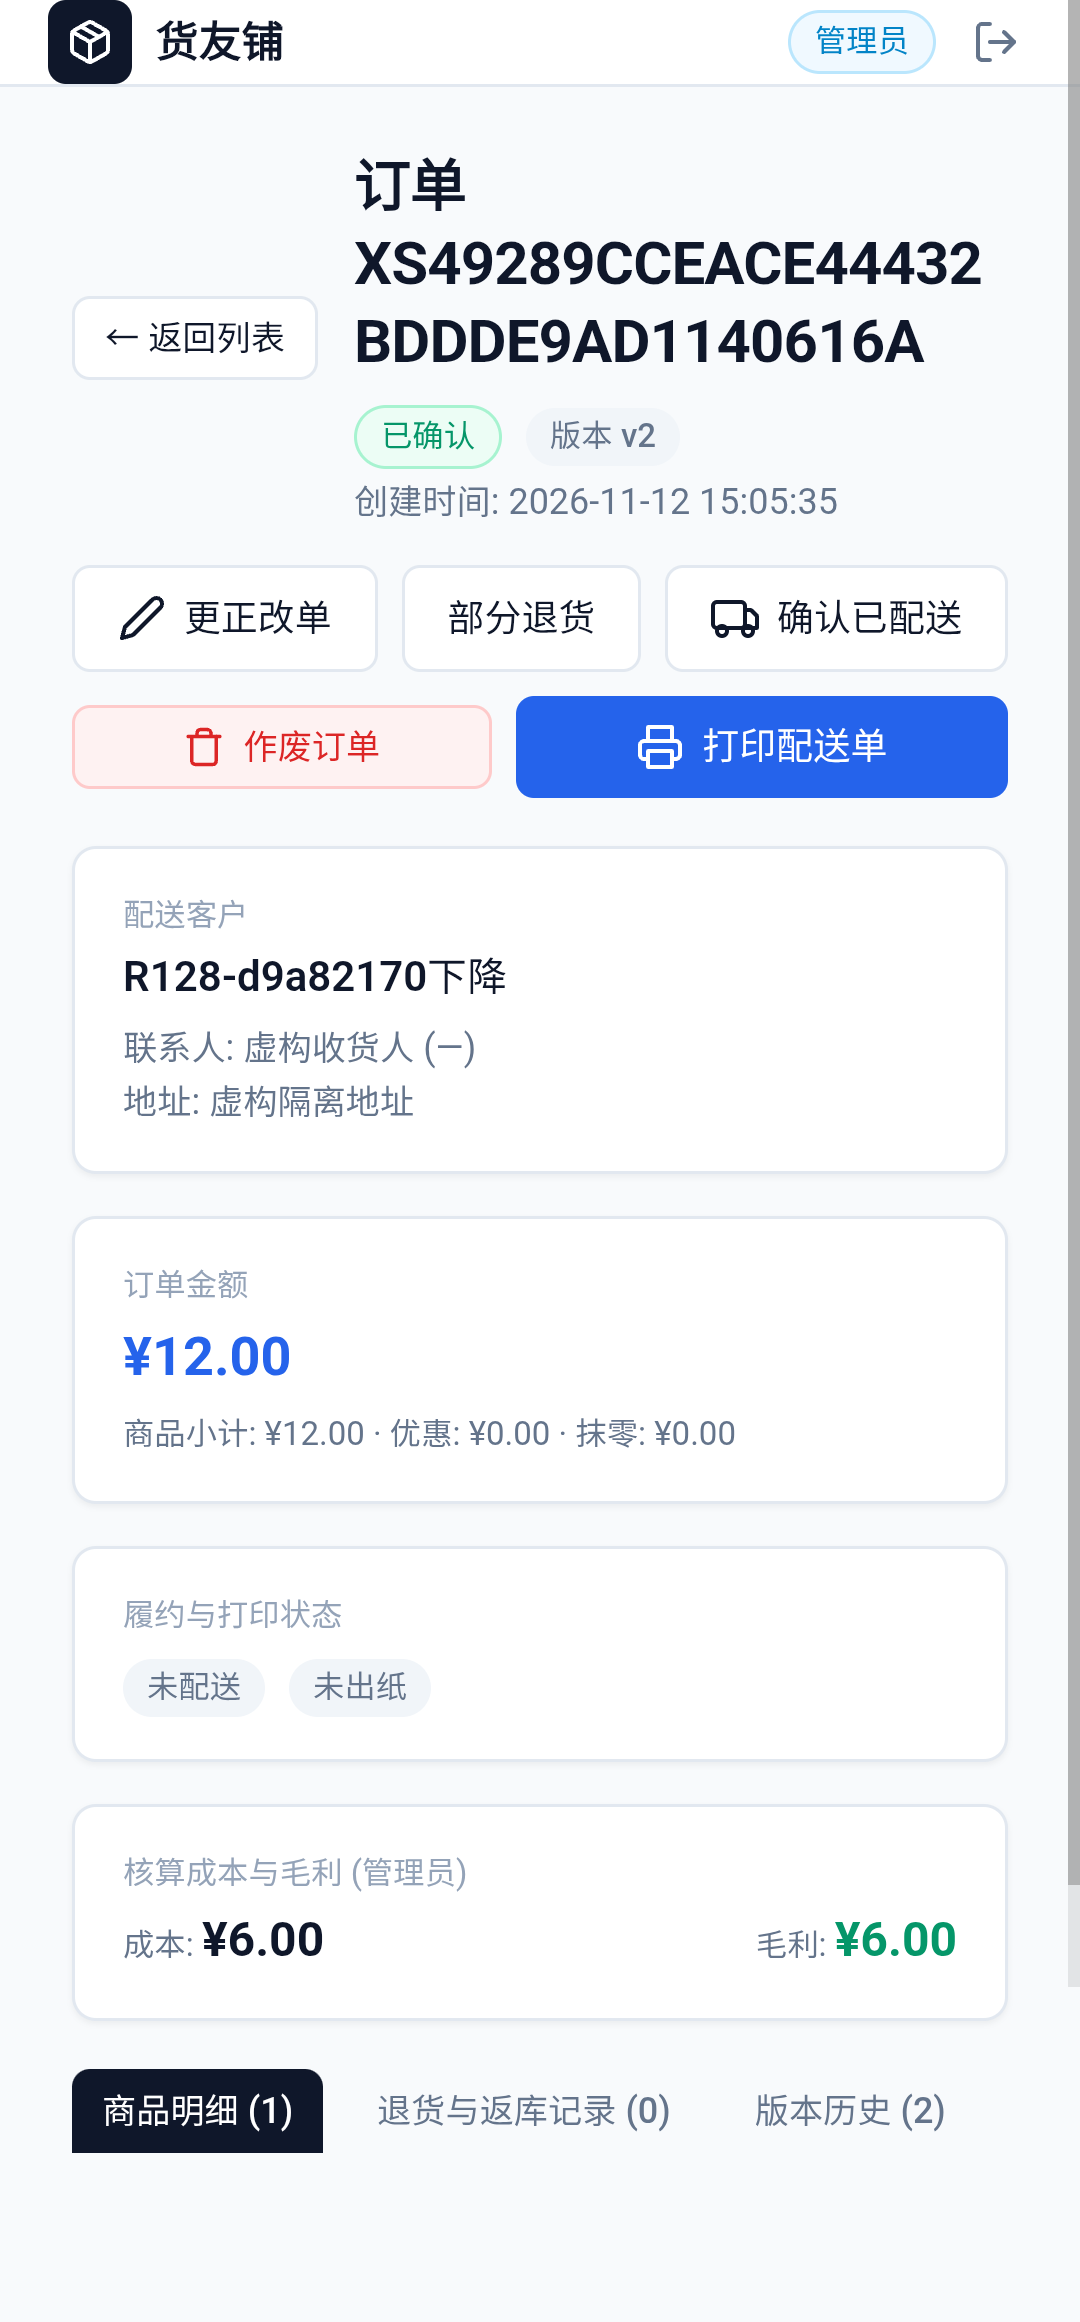 货友铺
管理员
订单
XS49289CCEACE44432
BDDDE9AD1140616A
← 返回列表
已确认
版本 v2
创建时间: 2026-11-12 15:05:35
更正改单
部分退货
确认已配送
作废订单
打印配送单
配送客户
R128-d9a82170下降
联系人: 虚构收货人 (—)
地址: 虚构隔离地址
订单金额
¥12.00
商品小计: ¥12.00 · 优惠: ¥0.00 · 抹零: ¥0.00
履约与打印状态
未配送
未出纸
核算成本与毛利 (管理员)
成本: ¥6.00
毛利: ¥6.00
商品明细 (1)
退货与返库记录 (0)
版本历史 (2)